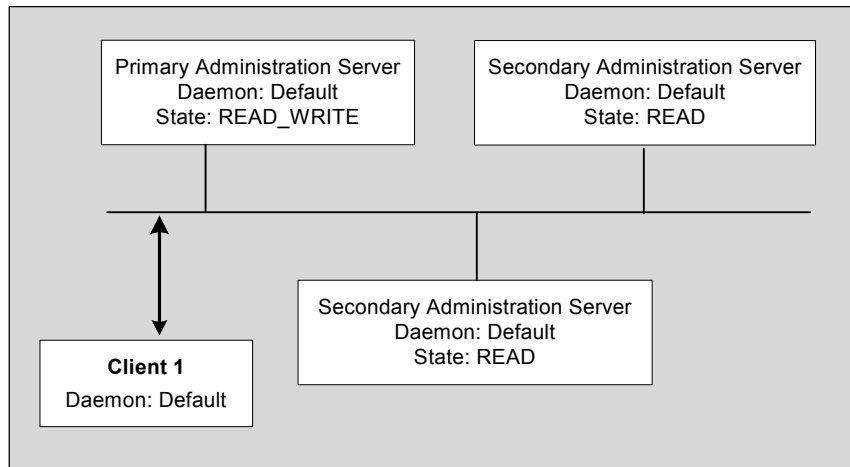 Primary Administration Server
Daemon: Default
State: READ_WRITE
Secondary Administration Server
Daemon: Default
State: READ
Secondary Administration Server
Daemon: Default
State: READ
Client 1
Daemon: Default